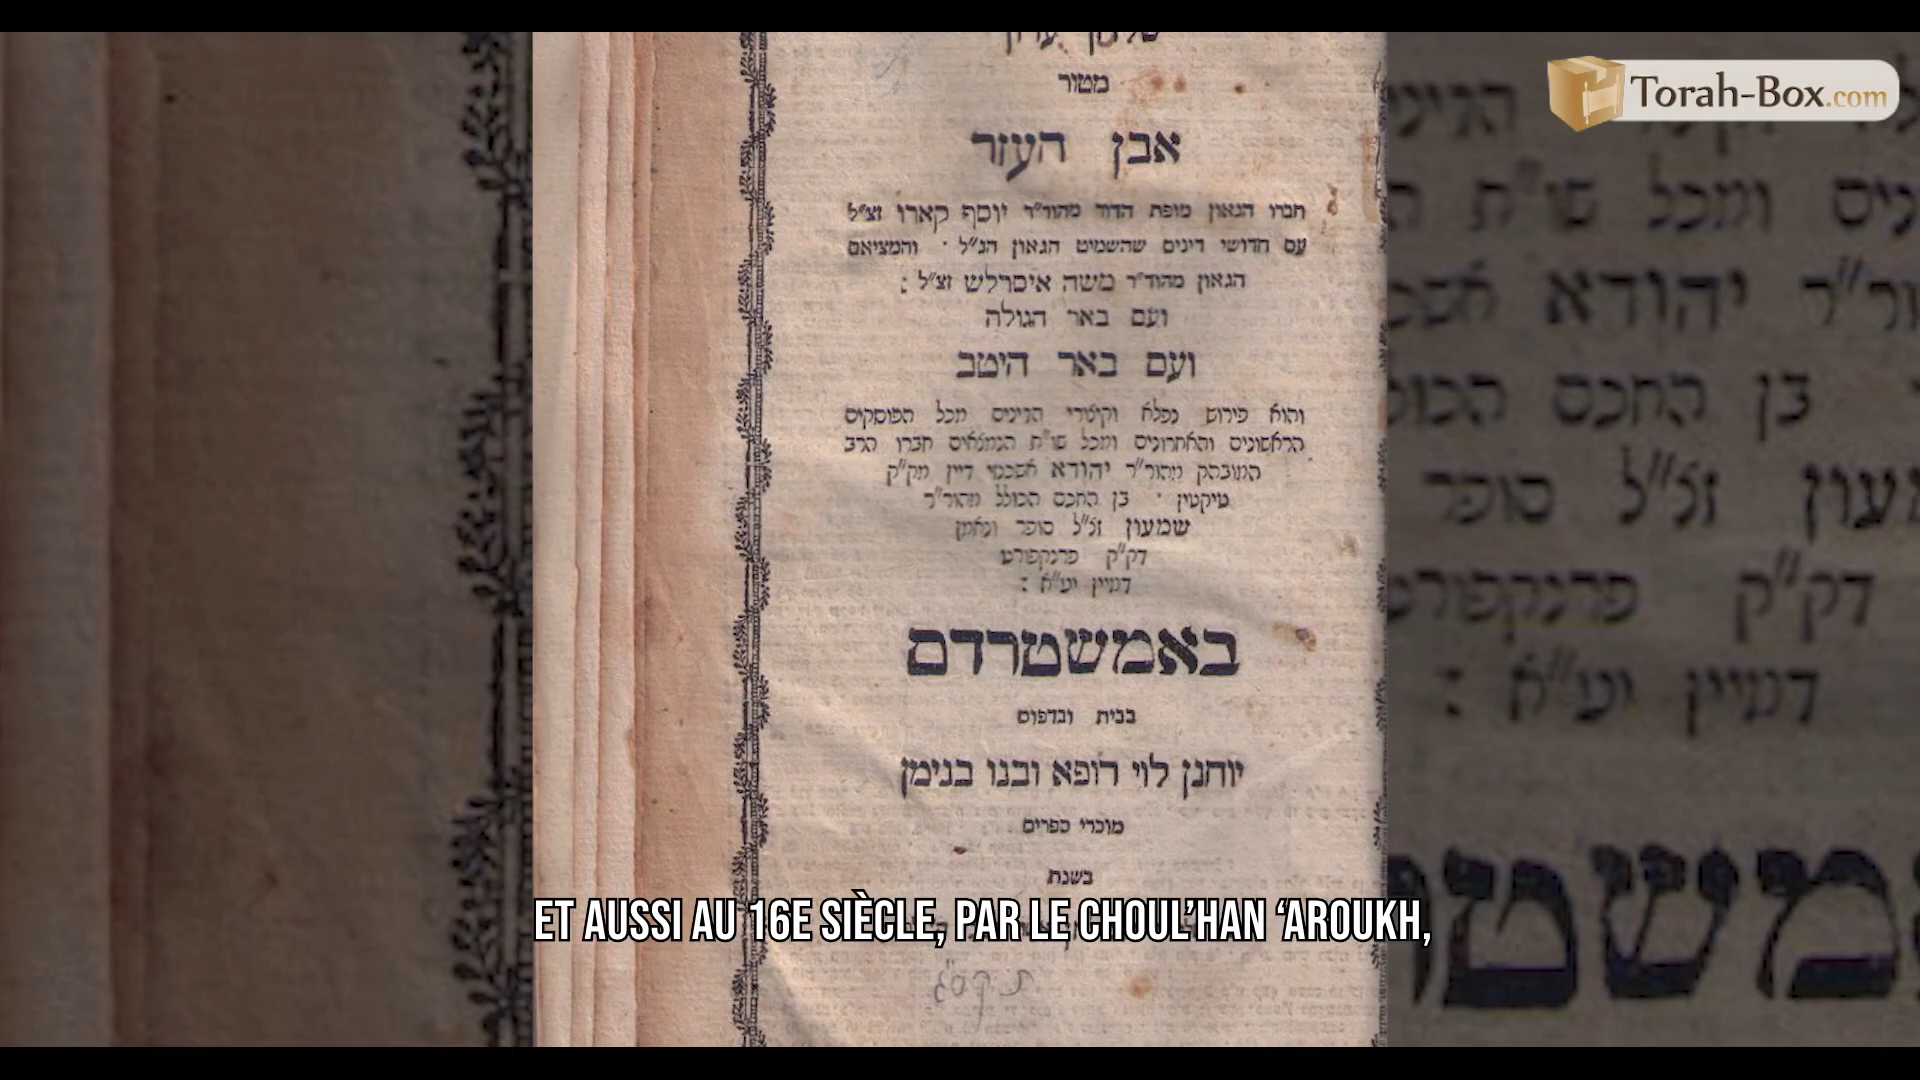 Torah-Box.com
מטור
אבן העזר
חברו הגאון מופת הדור מהור״ר יוסף קארו זצ״ל
עם חדושי דינים שהשמיט הגאון הנ״ל · והמציאם
הגאון מהור״ר משה איסרלש זצ״ל :
ועם באר הגולה
ועם באר היטב
והוא פירוש נפלא וקיצורי הדינים מכל הפוסקים
הראשונים והאחרונים ומכל שו״ת הנמצאים חברו הרב
המובהק מהור״ר יהודא אשכנזי דיין מק״ק
טיקטין · בן החכם הכולל מהור״ר
שמעון זצ״ל סופר ונאמן
דק״ק פרנקפורט
דמיין יע״א :
באמשטרדם
בבית ובדפוס
יוחנן לוי רופא ובנו בנימן
מוכרי ספרים
בשנת
ET AUSSI AU 16E SIÈCLE, PAR LE CHOUL’HAN ‘AROUKH,